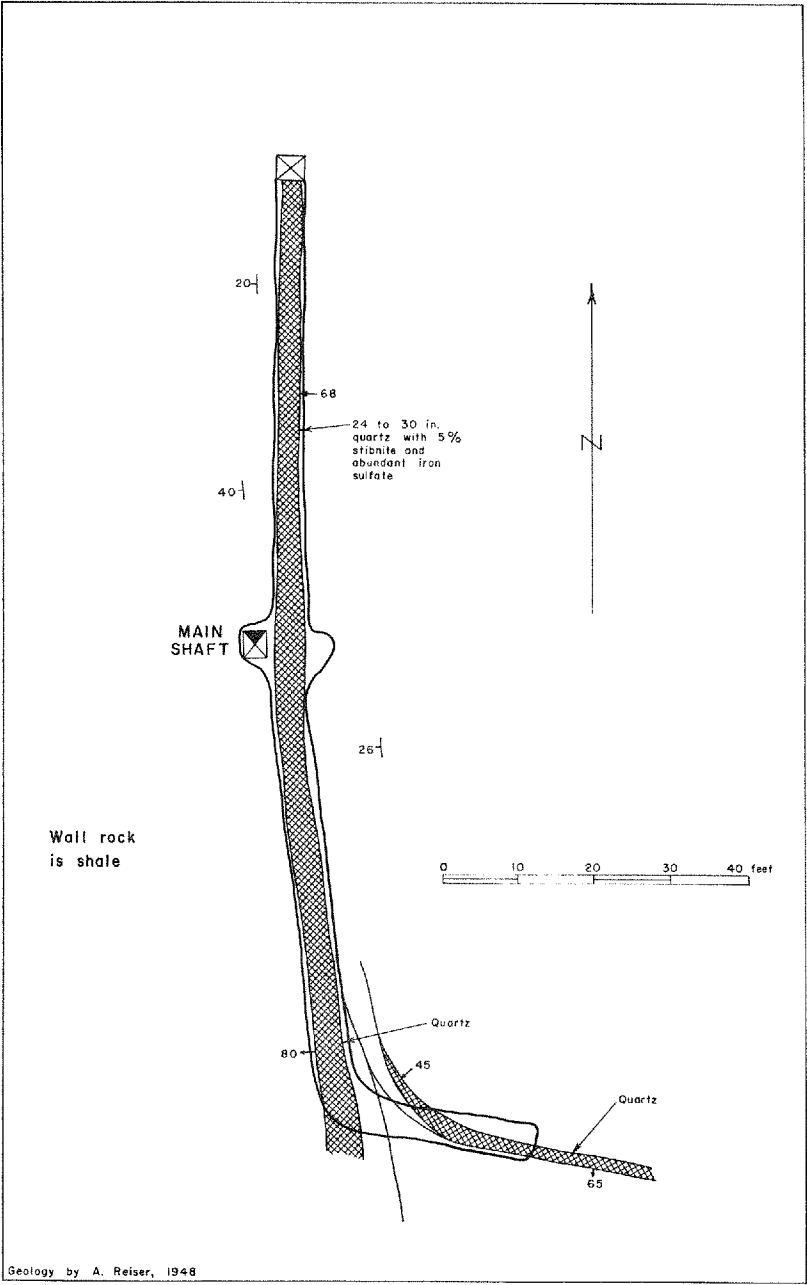 20
68
24 to 30 in.
quartz with 5%
stibnite and
abundant iron
sulfate
N
40
MAIN
SHAFT
26
Wall rock
is shale
0 10 20 30 40 feet
Quartz
80
45
Quartz
65
Geology by A. Reiser, 1948